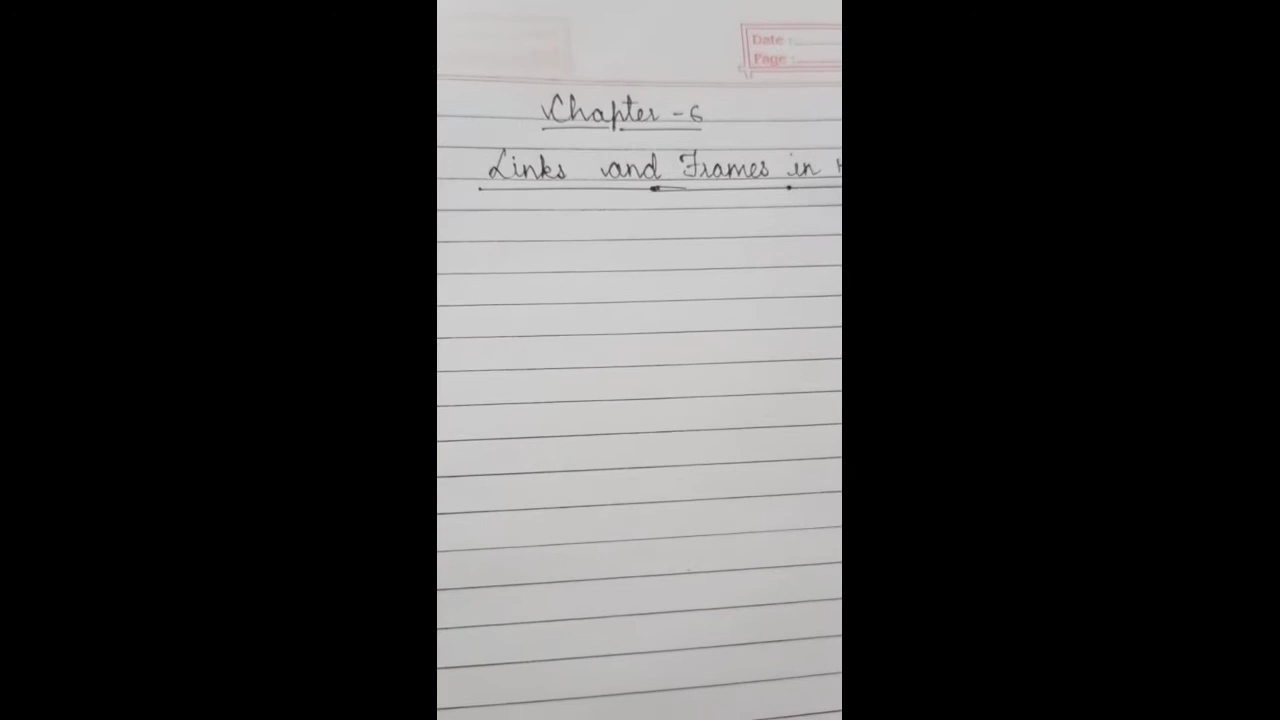 Date :
Page :
Chapter - 6
Links and Frames in